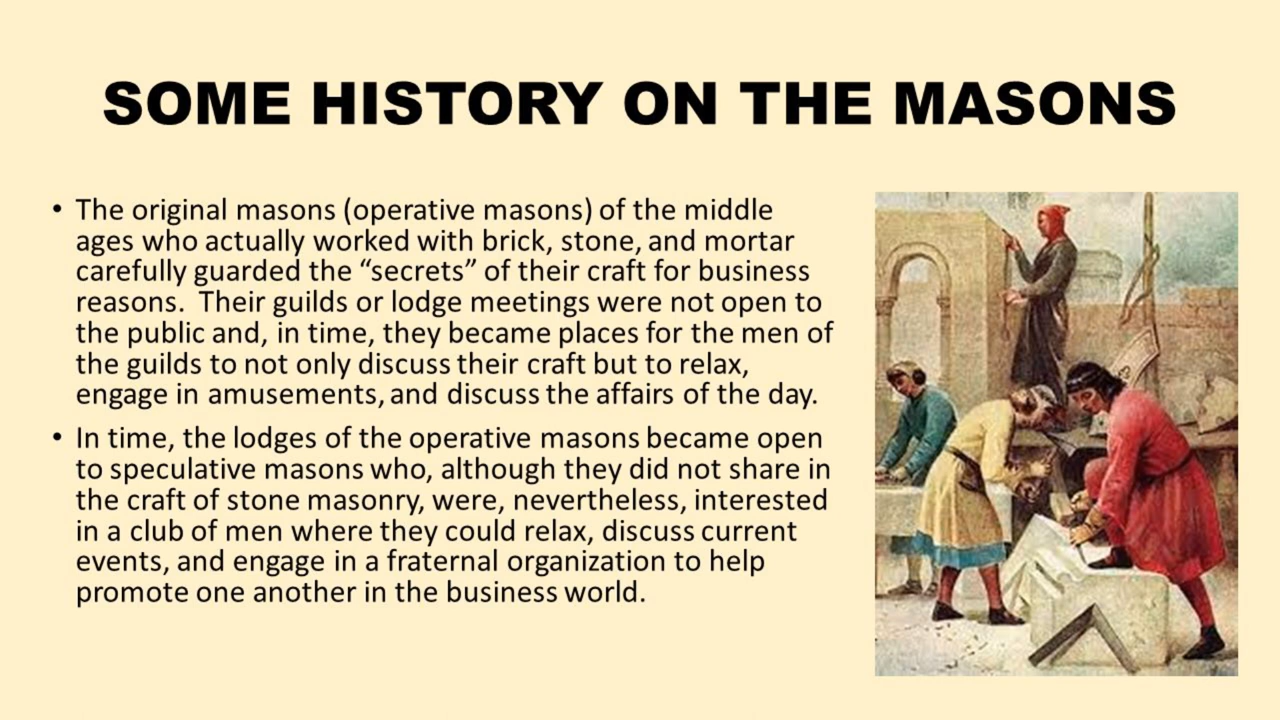 SOME HISTORY ON THE MASONS
• The original masons (operative masons) of the middle
ages who actually worked with brick, stone, and mortar
carefully guarded the “secrets” of their craft for business
reasons.  Their guilds or lodge meetings were not open to
the public and, in time, they became places for the men of
the guilds to not only discuss their craft but to relax,
engage in amusements, and discuss the affairs of the day.
• In time, the lodges of the operative masons became open
to speculative masons who, although they did not share in
the craft of stone masonry, were, nevertheless, interested
in a club of men where they could relax, discuss current
events, and engage in a fraternal organization to help
promote one another in the business world.